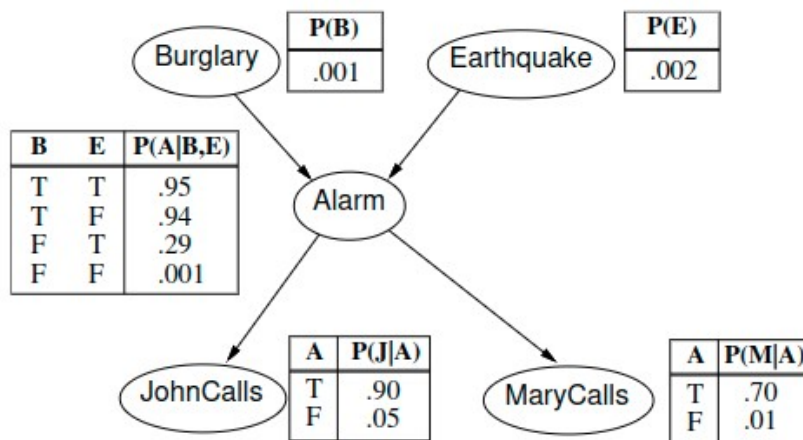 P(B)
.001
Burglary
P(E)
.002
Earthquake
B E P(A|B,E)
T T .95
T F .94
F T .29
F F .001
Alarm
JohnCalls
A P(J|A)
T .90
F .05
MaryCalls
A P(M|A)
T .70
F .01